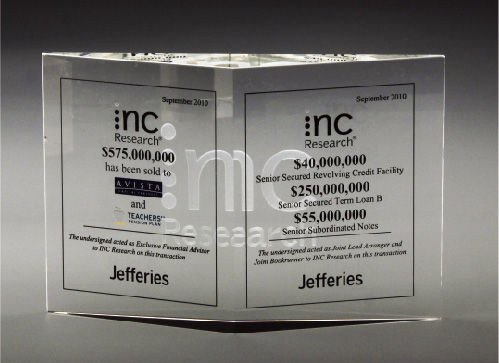 September 2010
inc
Research®
$575,000,000
has been sold to
AVISTA
and
TEACHERS'
PENSION PLAN
The undersigned acted as Exclusive Financial Adviser
to INC Research on this transaction
Jefferies
September 2010
inc
Research®
$40,000,000
Senior Secured Revolving Credit Facility
$250,000,000
Senior Secured Term Loan B
$55,000,000
Senior Subordinated Notes
The undersigned acted as Joint Lead Arranger and
Joint Bookrunner to INC Research on this transaction
Jefferies
inc
Research